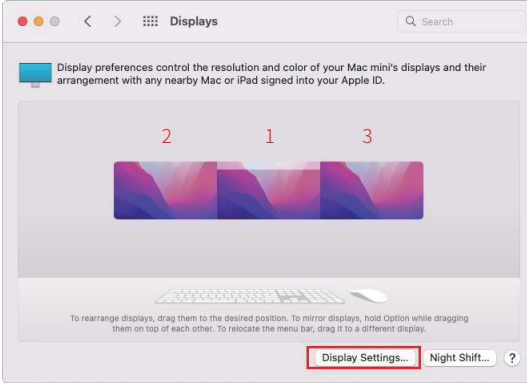 Displays
Search
Display preferences control the resolution and color of your Mac mini's displays and their
arrangement with any nearby Mac or iPad signed into your Apple ID.
2 1 3
To rearrange displays, drag them to the desired position. To mirror displays, hold Option while dragging
them on top of each other. To relocate the menu bar, drag it to a different display.
Display Settings... Night Shift... ?